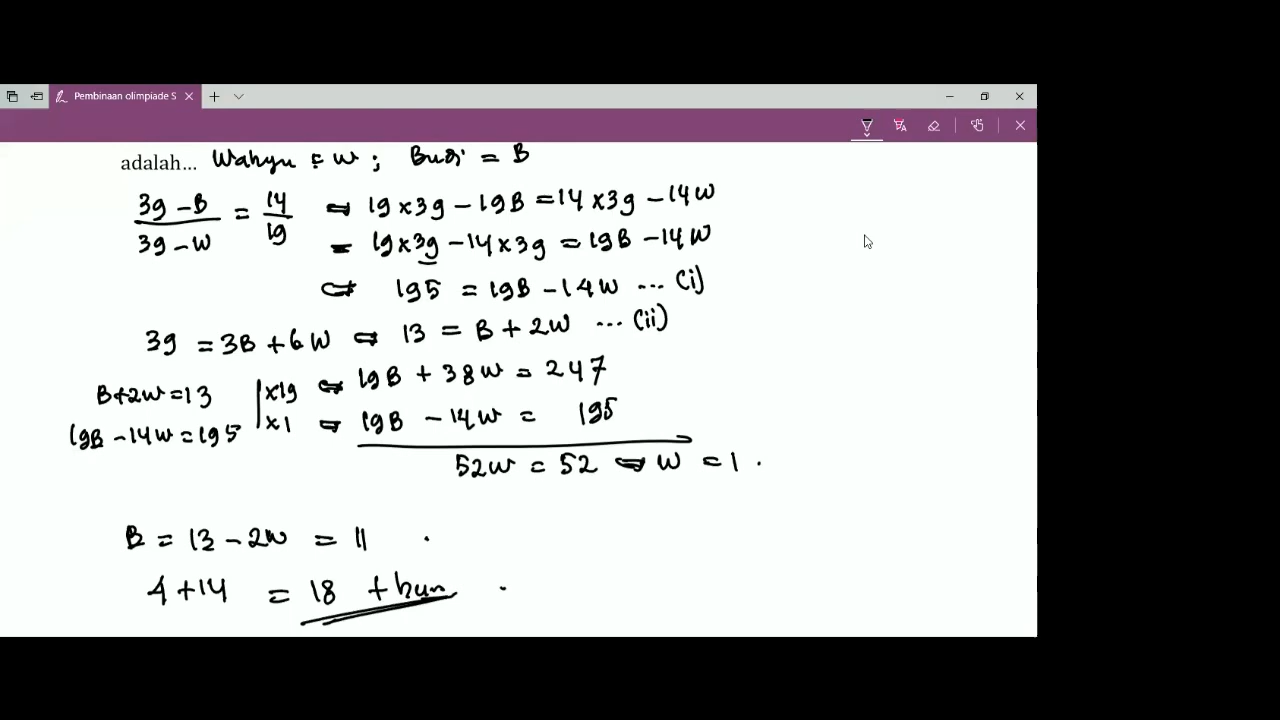 Pembinaan olimpiade S
adalah... Wahyu = W ; Budi = B
(39 - B)/(39 - W) = 14/19 ⇔ 19 x 39 - 19B = 14 x 39 - 14W
= 19 x 39 - 14 x 39 = 19B - 14W
⇔ 195 = 19B - 14W ... (i)
39 = 3B + 6W ⇔ 13 = B + 2W ... (ii)
B + 2W = 13 | x19 ⇔ 19B + 38W = 247
19B - 14W = 195 | x1 ⇔ 19B - 14W = 195
52W = 52 ⇔ W = 1 .
B = 13 - 2W = 11 .
4 + 14 = 18 thun .